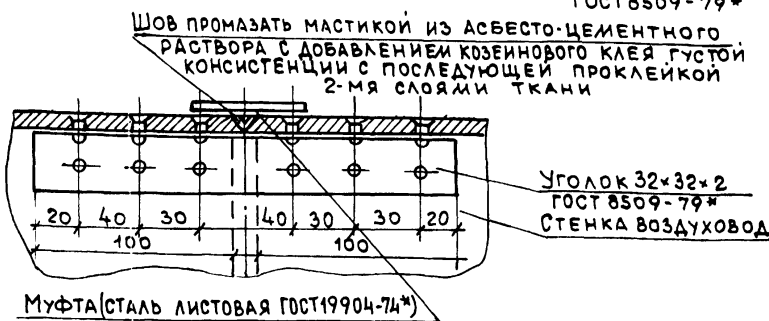 ГОСТ 8509-79*
Шов промазать мастикой из асбесто-цементного
раствора с добавлением козеинового клея густой
консистенции с последующей проклейкой
2-мя слоями ткани
Уголок 32×32×2
ГОСТ 8509-79*
Стенка воздуховод
20 40 30 40 30 30 20
100 100
Муфта (сталь листовая ГОСТ19904-74*)